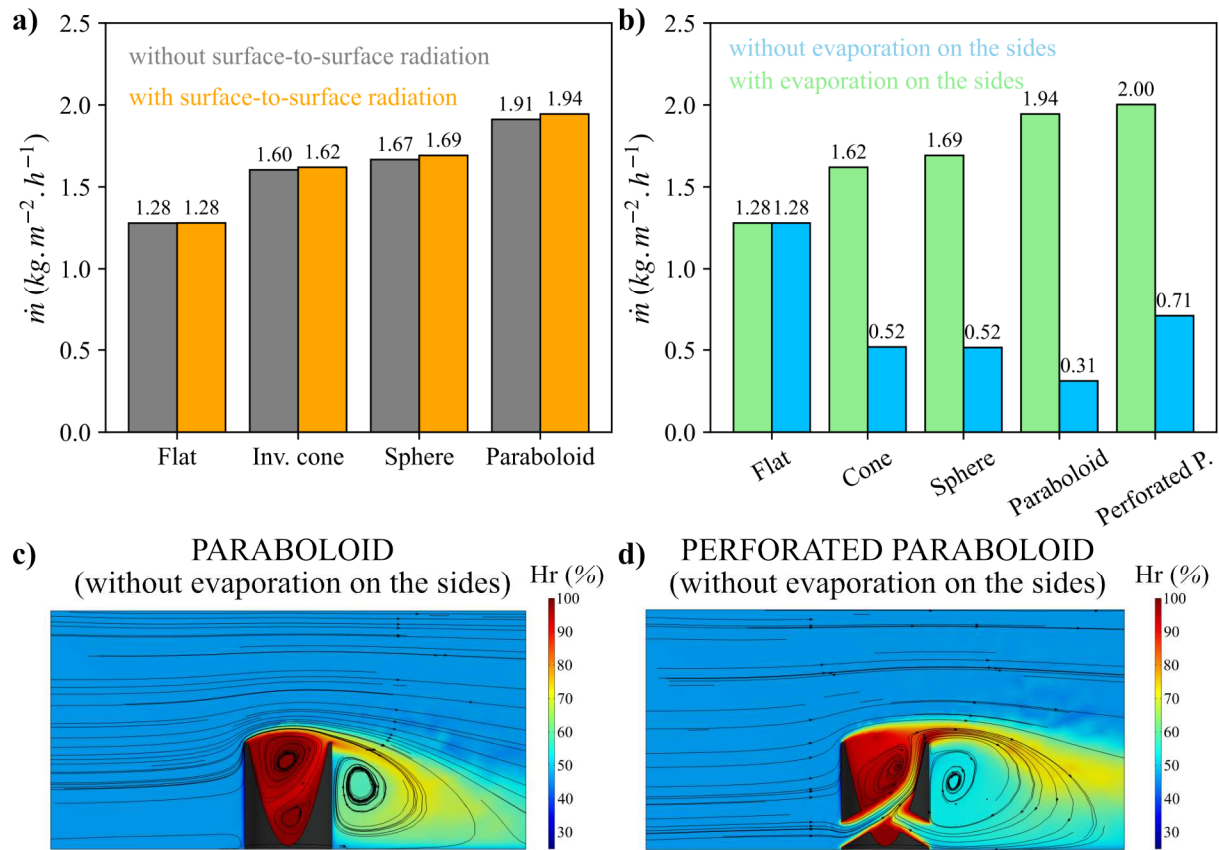 a)
2.5
2.0
1.5
1.0
0.5
0.0
ṁ (kg.m⁻².h⁻¹)
without surface-to-surface radiation
with surface-to-surface radiation
1.28 1.28
1.60 1.62
1.67 1.69
1.91 1.94
Flat Inv. cone Sphere Paraboloid
b)
2.5
2.0
1.5
1.0
0.5
0.0
ṁ (kg.m⁻².h⁻¹)
without evaporation on the sides
with evaporation on the sides
1.28 1.28
1.62 0.52
1.69 0.52
1.94 0.31
2.00 0.71
Flat Cone Sphere Paraboloid Perforated P.
c)
PARABOLOID
(without evaporation on the sides)
Hr (%)
100
90
80
70
60
50
40
30
d)
PERFORATED PARABOLOID
(without evaporation on the sides)
Hr (%)
100
90
80
70
60
50
40
30